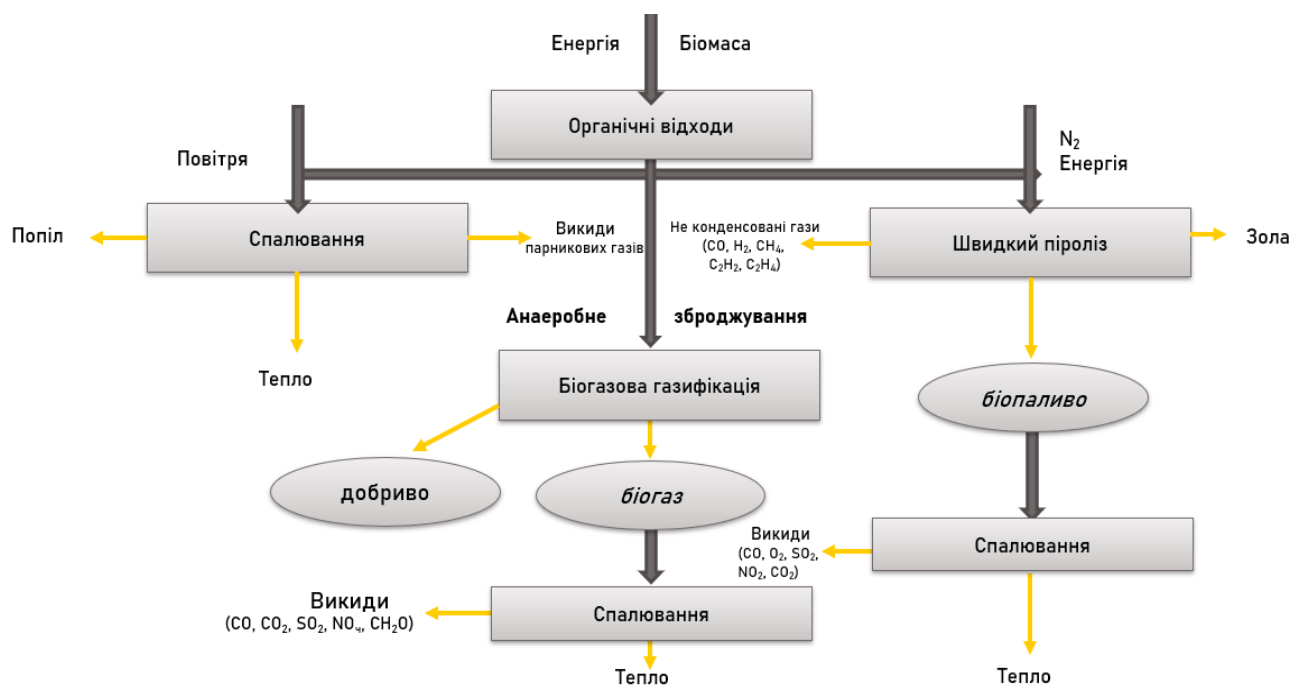 Енергія
Біомаса
Органічні відходи
Повітря
N₂
Енергія
Попіл
Спалювання
Викиди
парникових газів
Не конденсовані гази
(CO, H₂, CH₄,
C₂H₂, C₂H₄)
Швидкий піроліз
Зола
Анаеробне
зброджування
Тепло
Біогазова газифікація
біопаливо
добриво
біогаз
Викиди
(CO, O₂, SO₂,
NO₂, CO₂)
Спалювання
Викиди
(CO, CO₂, SO₂, NOч, CH₂O)
Спалювання
Тепло
Тепло